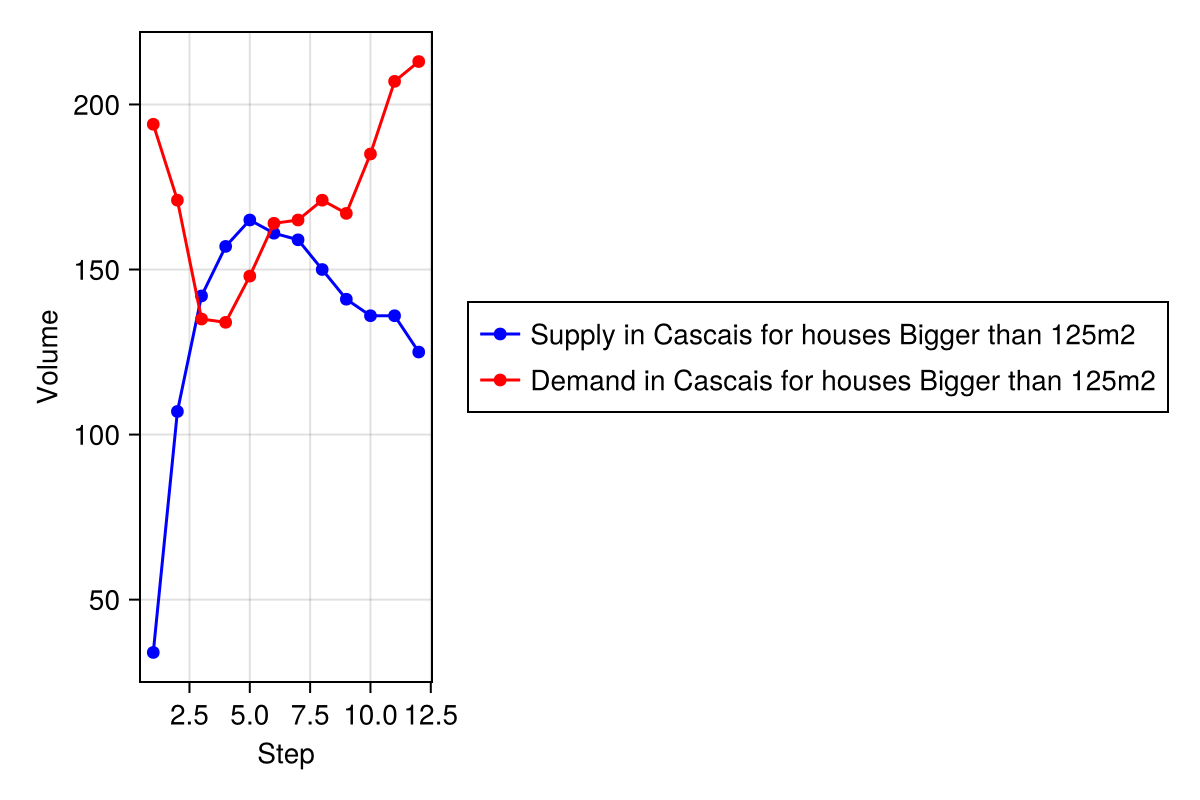 200
150
100
50
Volume
2.5 5.0 7.5 10.0 12.5
Step
Supply in Cascais for houses Bigger than 125m2
Demand in Cascais for houses Bigger than 125m2